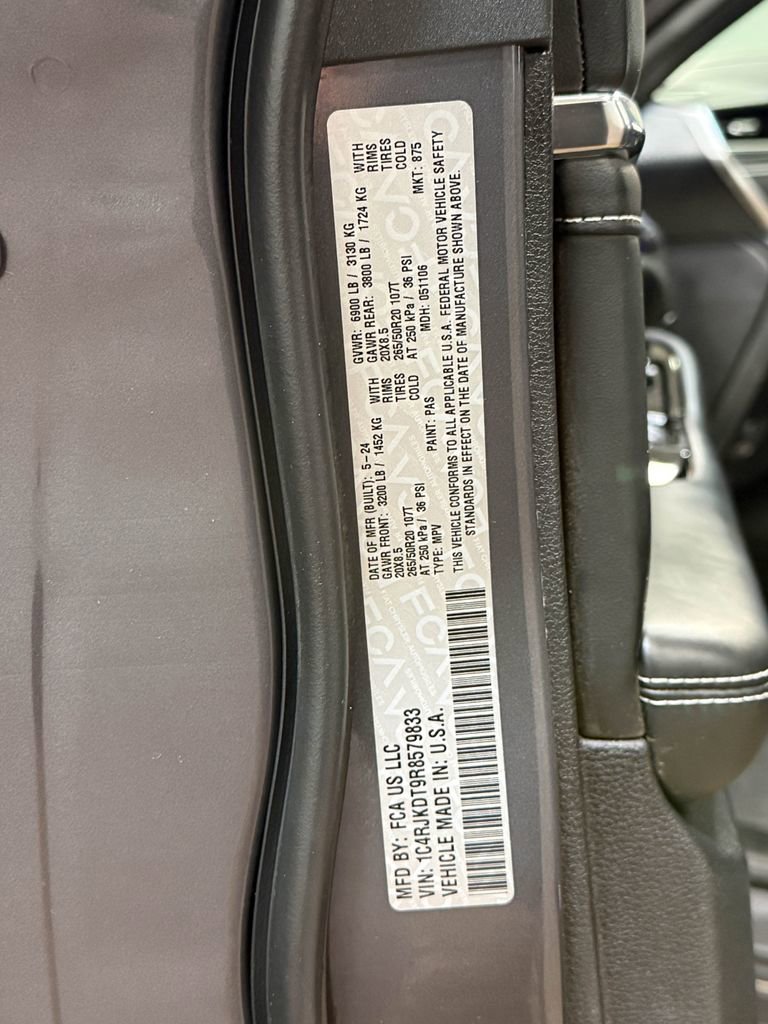 MFD BY: FCA US LLC
VIN: 1C4RJKDT9R8579833
VEHICLE MADE IN: U.S.A.
DATE OF MFR (BUILT): 5-24
GAWR FRONT: 3200 LB / 1452 KG WITH
20X8.5 RIMS
265/50R20 107T TIRES
AT 250 kPa / 36 PSI COLD
TYPE: MPV PAINT: PAS
GVWR: 6900 LB / 3130 KG
GAWR REAR: 3800 LB / 1724 KG WITH
20X8.5 RIMS
265/50R20 107T TIRES
AT 250 kPa / 36 PSI COLD
MDH: 051106 MKT: 875
THIS VEHICLE CONFORMS TO ALL APPLICABLE U.S.A. FEDERAL MOTOR VEHICLE SAFETY
STANDARDS IN EFFECT ON THE DATE OF MANUFACTURE SHOWN ABOVE.